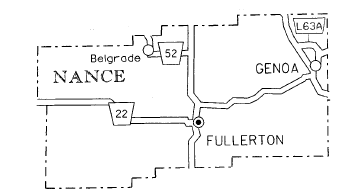 L63A
Belgrade
52
GENOA
NANCE
22
FULLERTON